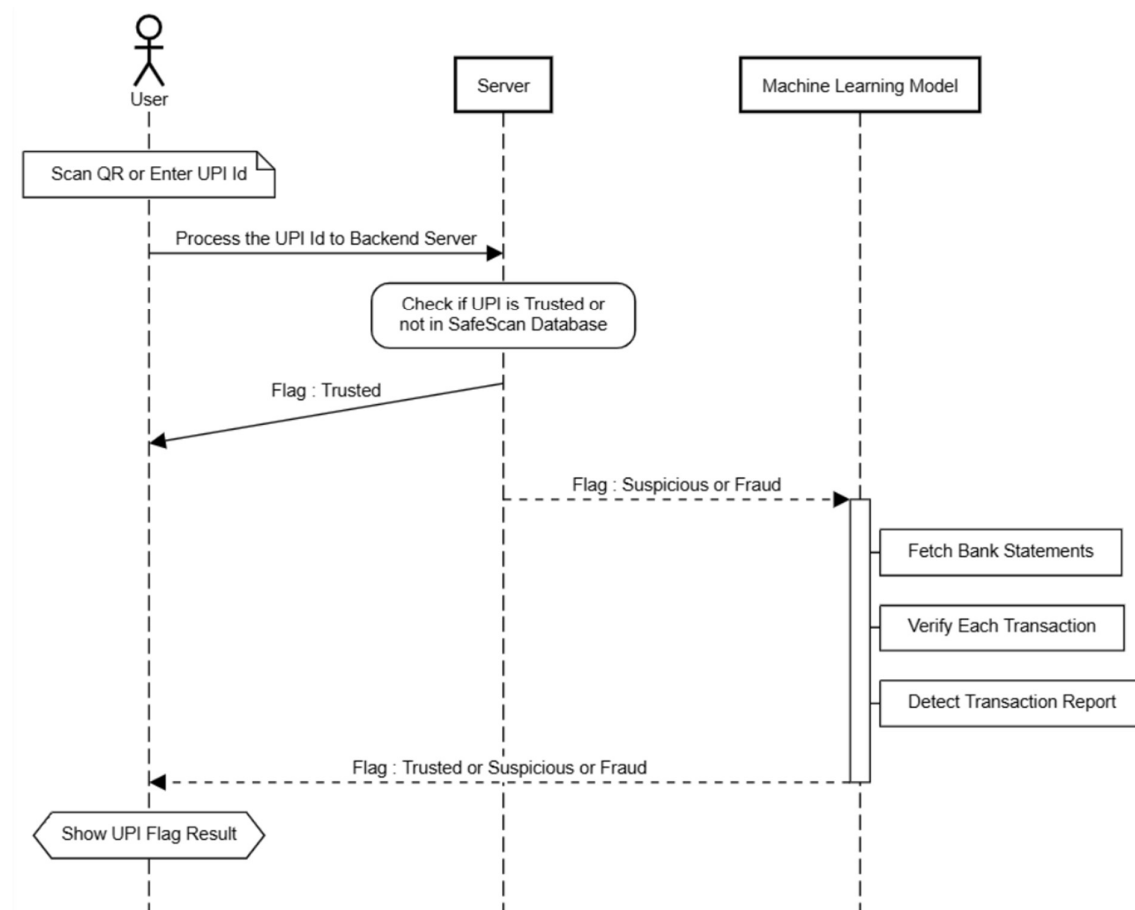 User
Server
Machine Learning Model
Scan QR or Enter UPI Id
Process the UPI Id to Backend Server
Check if UPI is Trusted or
not in SafeScan Database
Flag : Trusted
Flag : Suspicious or Fraud
Fetch Bank Statements
Verify Each Transaction
Detect Transaction Report
Flag : Trusted or Suspicious or Fraud
Show UPI Flag Result